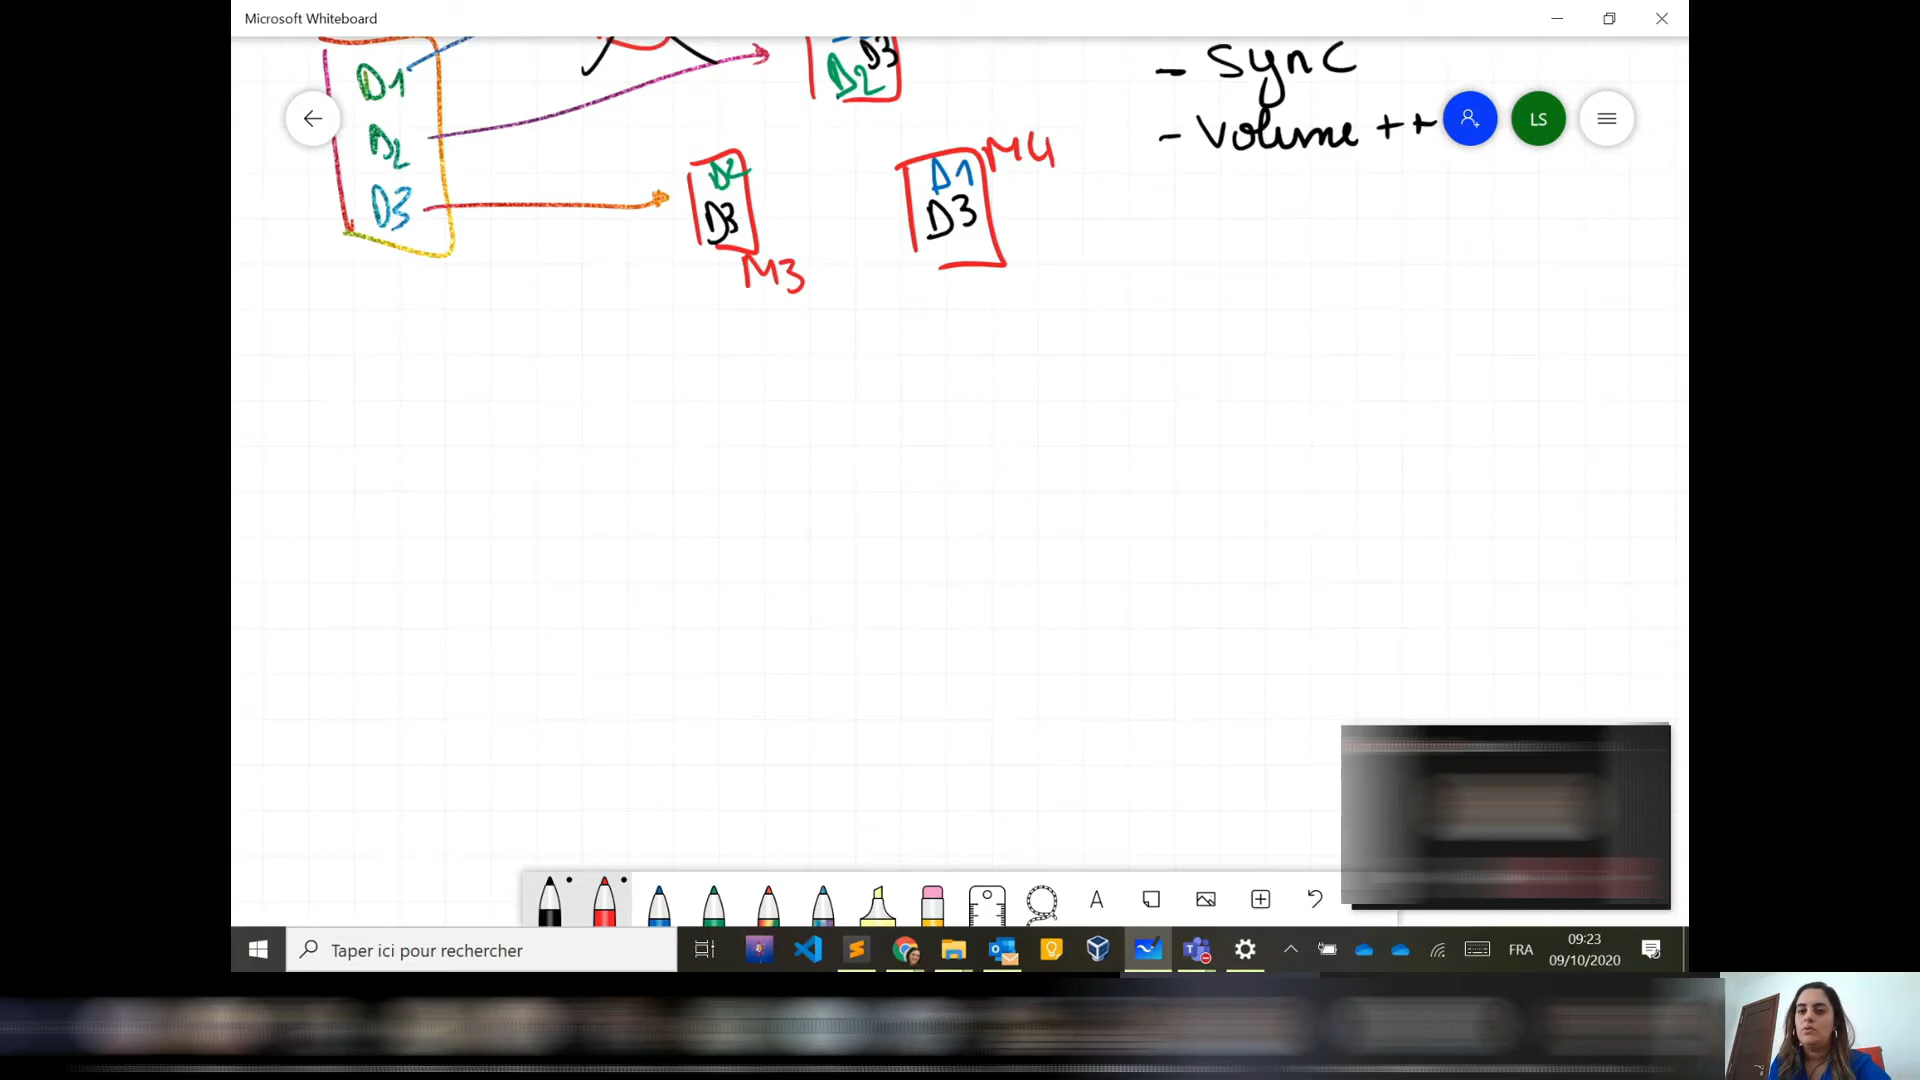 Microsoft Whiteboard
D1
D2
D3
D3
D2
- Sync
- Volume ++
LS
D2
D3
M3
D1
D3
M4
A
Taper ici pour rechercher
FRA
09:23
09/10/2020